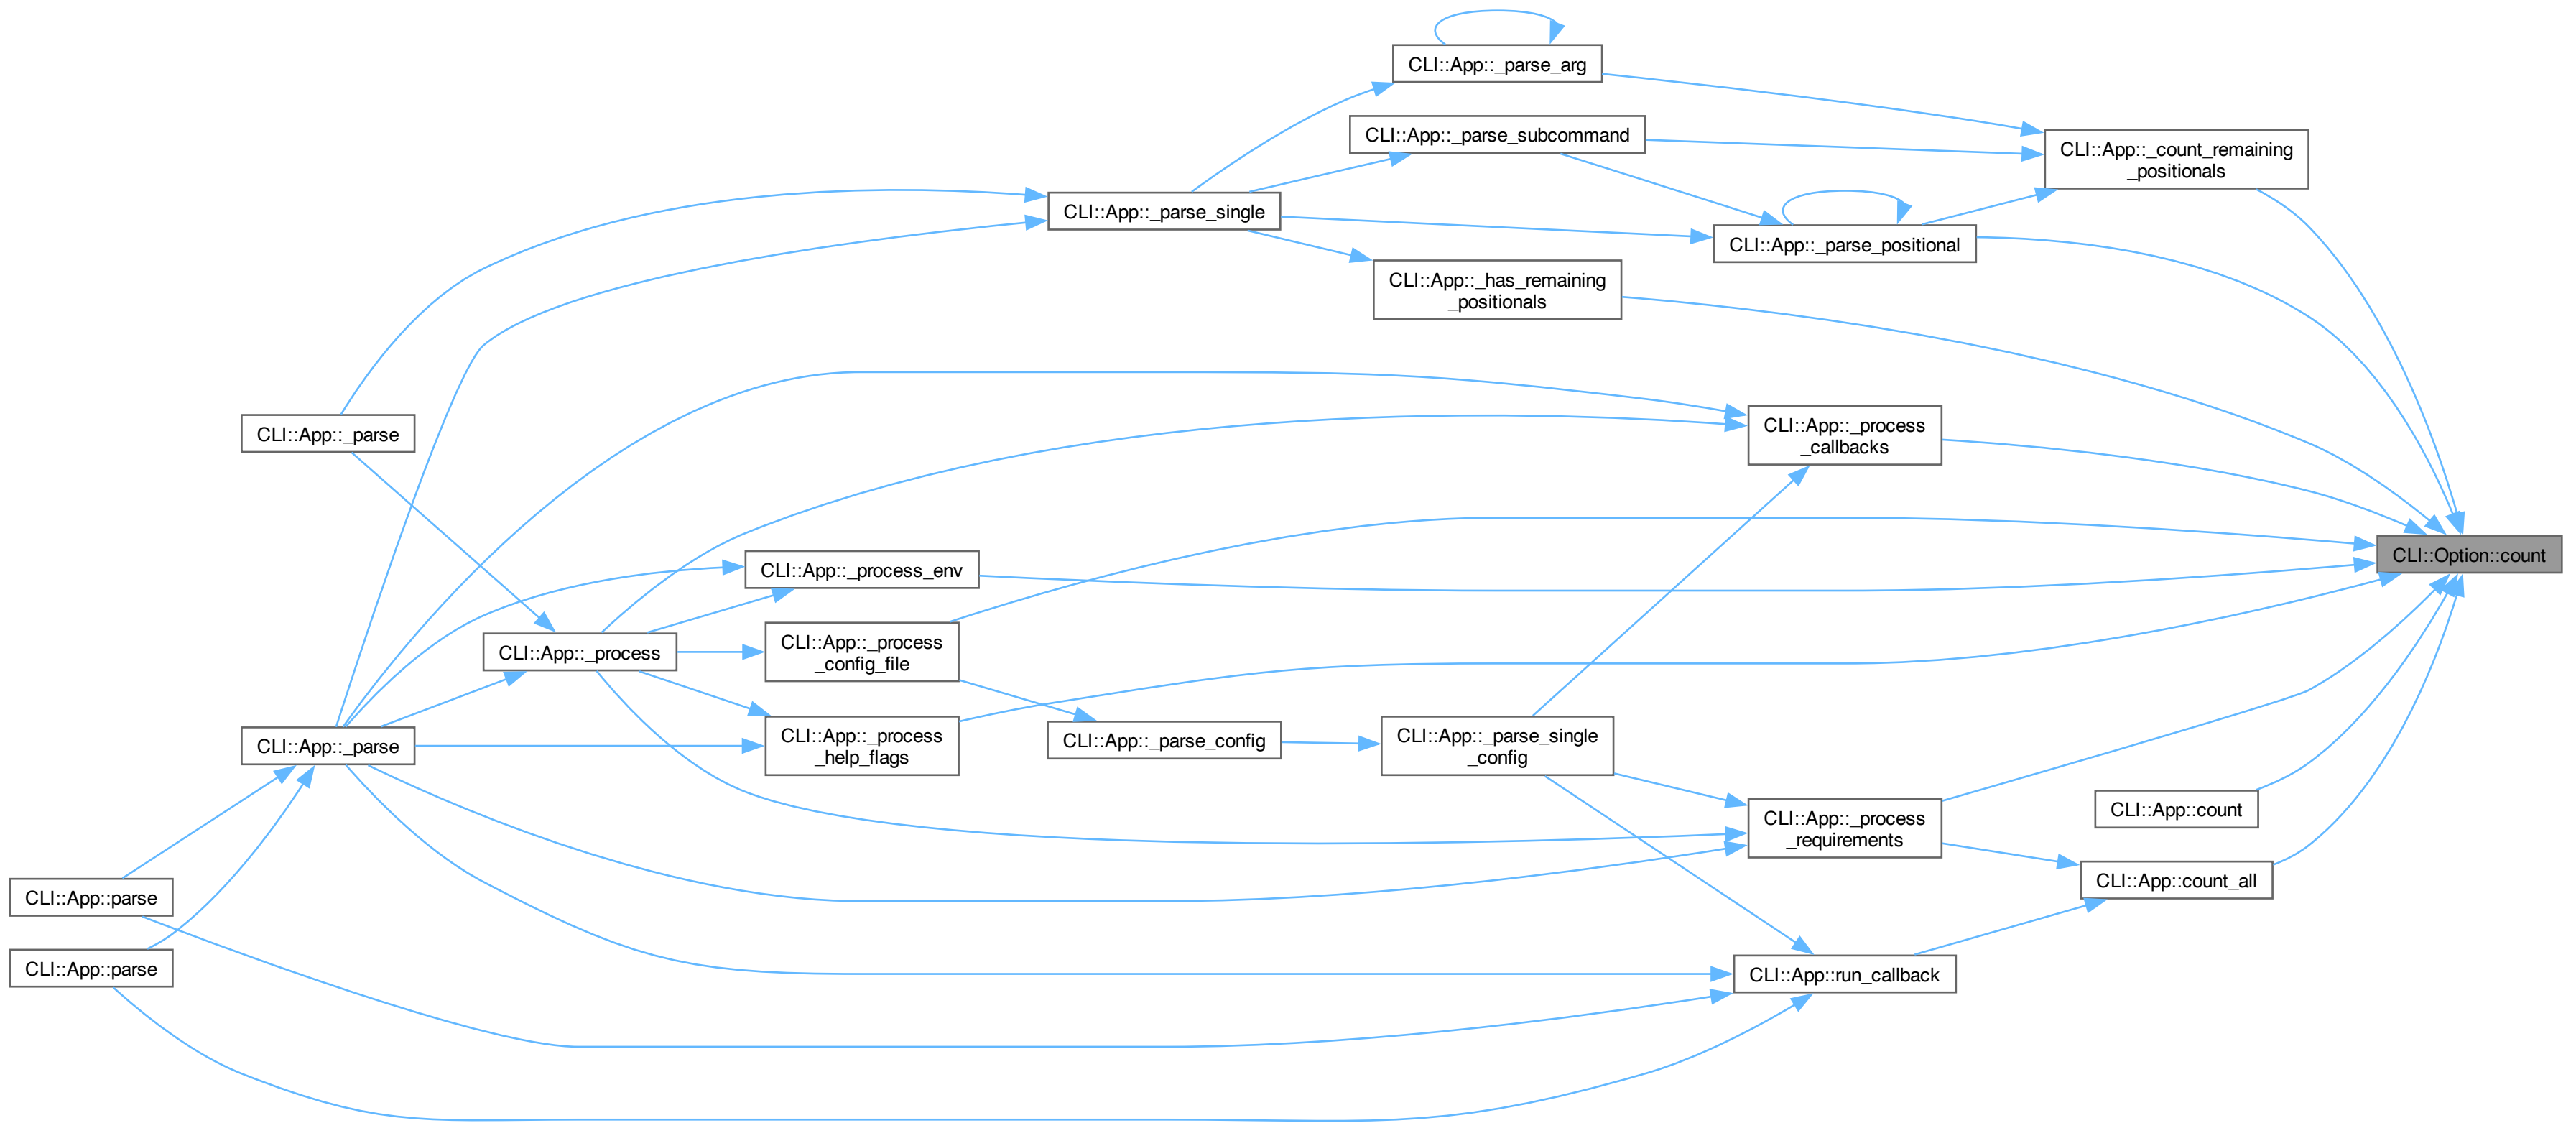 CLI::App::_parse_arg
CLI::App::_parse_subcommand
CLI::App::_count_remaining
_positionals
CLI::App::_parse_single
CLI::App::_parse_positional
CLI::App::_has_remaining
_positionals
CLI::App::_parse
CLI::App::_process
_callbacks
CLI::Option::count
CLI::App::_process_env
CLI::App::_process
CLI::App::_process
_config_file
CLI::App::_parse
CLI::App::_process
_help_flags
CLI::App::_parse_config
CLI::App::_parse_single
_config
CLI::App::count
CLI::App::_process
_requirements
CLI::App::count_all
CLI::App::parse
CLI::App::parse
CLI::App::run_callback